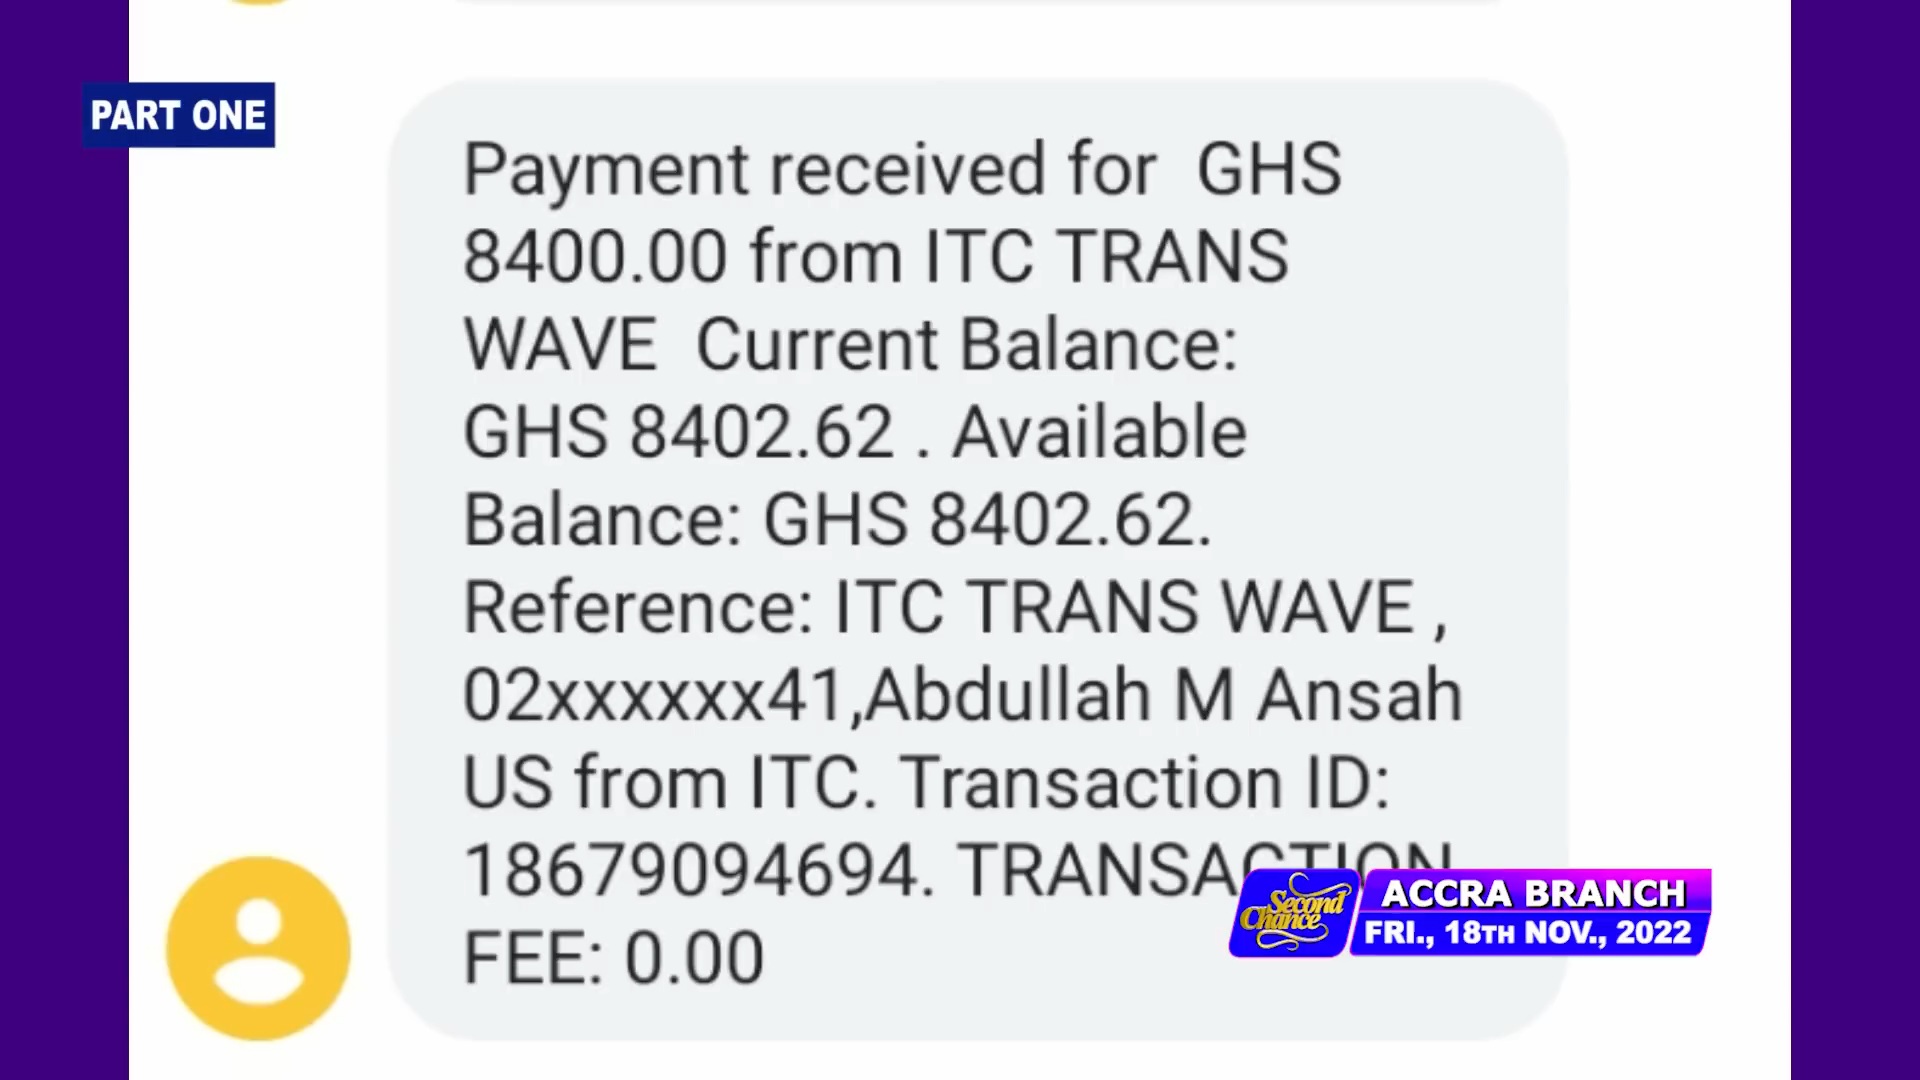 PART ONE
Payment received for GHS
8400.00 from ITC TRANS
WAVE Current Balance:
GHS 8402.62 . Available
Balance: GHS 8402.62.
Reference: ITC TRANS WAVE ,
02xxxxxx41,Abdullah M Ansah
US from ITC. Transaction ID:
18679094694. TRANSACTION
FEE: 0.00
Second
Chance
ACCRA BRANCH
FRI., 18TH NOV., 2022